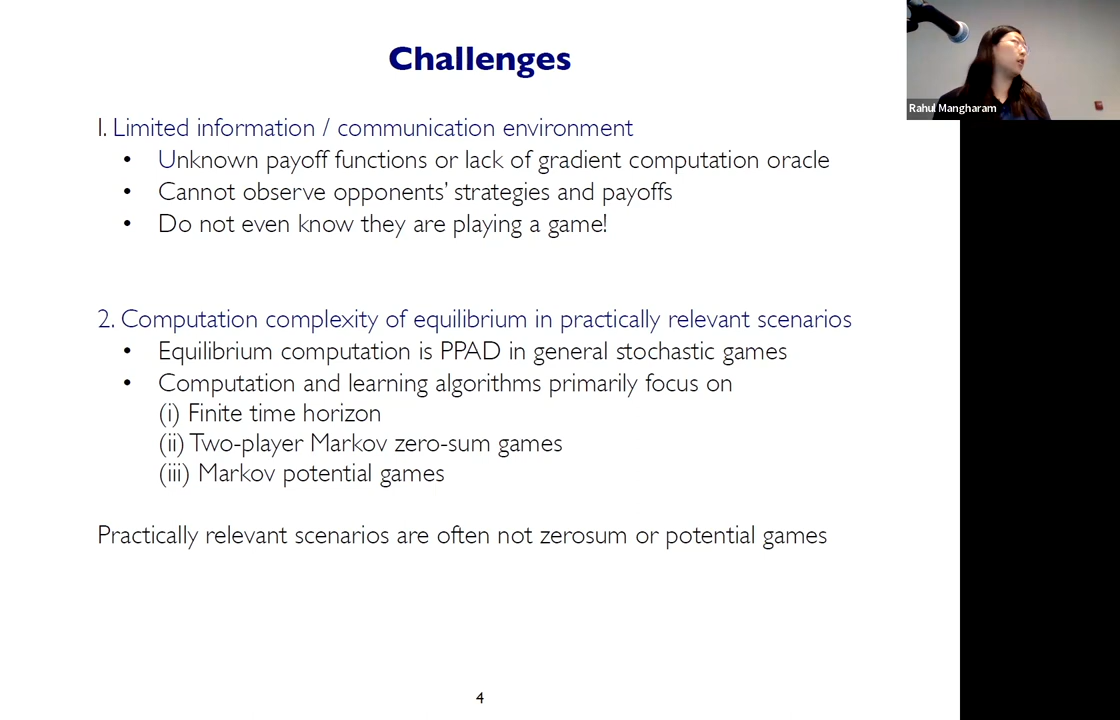 Challenges
Rahul Mangharam
1. Limited information / communication environment
• Unknown payoff functions or lack of gradient computation oracle
• Cannot observe opponents' strategies and payoffs
• Do not even know they are playing a game!
2. Computation complexity of equilibrium in practically relevant scenarios
• Equilibrium computation is PPAD in general stochastic games
• Computation and learning algorithms primarily focus on
(i) Finite time horizon
(ii) Two-player Markov zero-sum games
(iii) Markov potential games
Practically relevant scenarios are often not zerosum or potential games
4